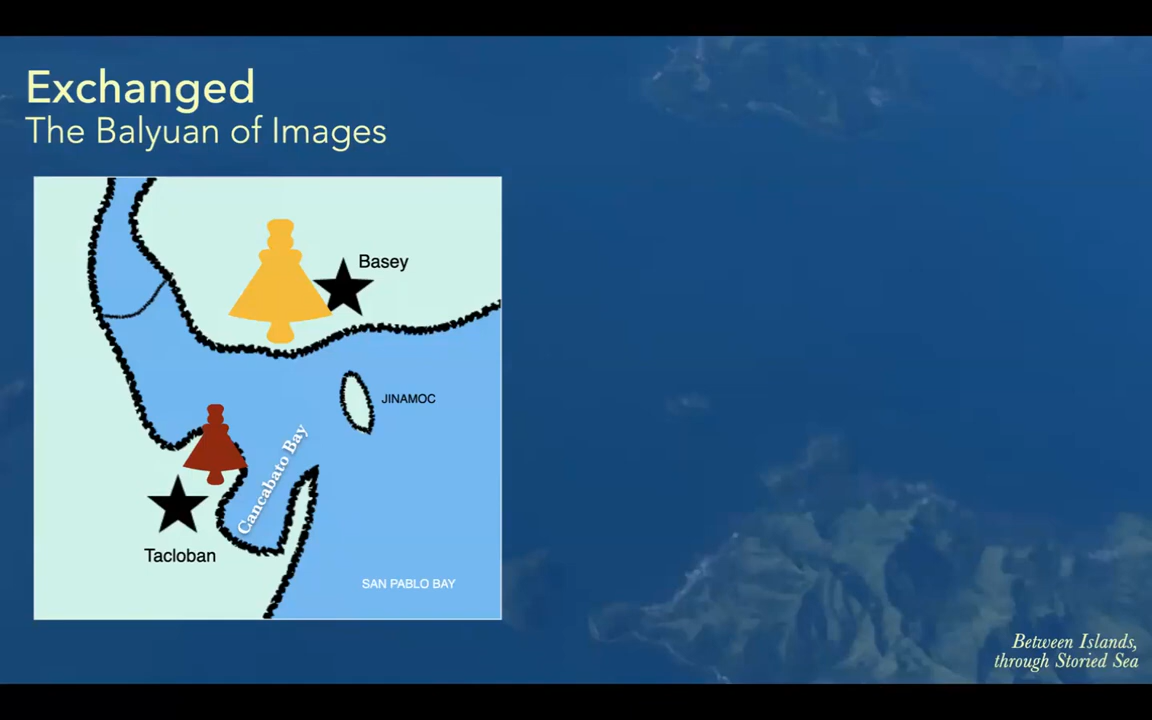 Exchanged
The Balyuan of Images
Basey
JINAMOC
Cancabato Bay
Tacloban
SAN PABLO BAY
Between Islands,
through Storied Sea